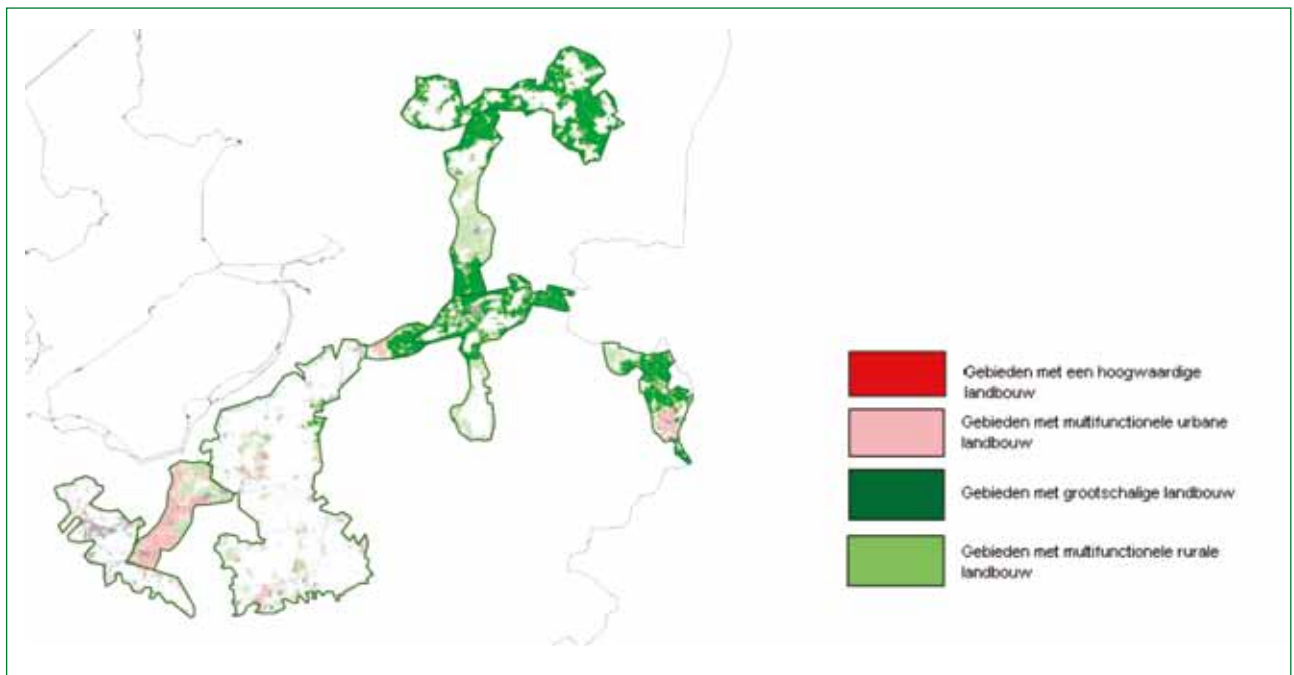 Gebieden met een hoogwaardige
landbouw
Gebieden met multifunctionele urbane
landbouw
Gebieden met grootschalige landbouw
Gebieden met multifunctionele rurale
landbouw